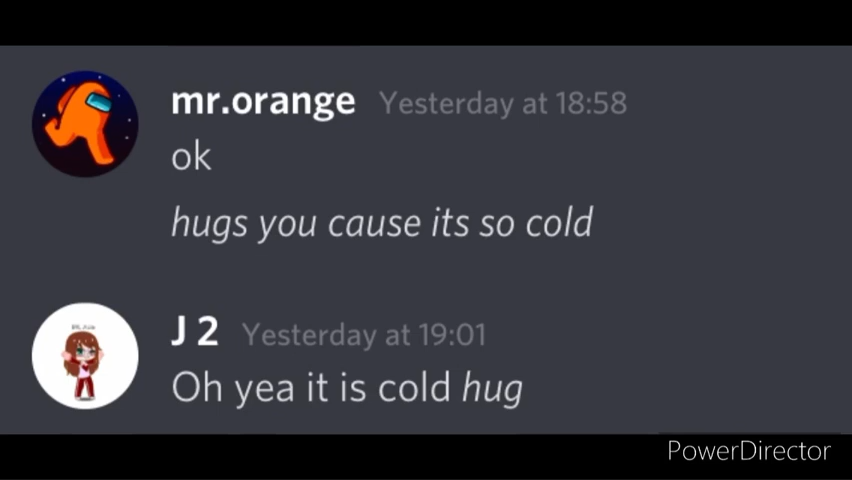 mr.orange Yesterday at 18:58
ok
hugs you cause its so cold
J 2 Yesterday at 19:01
Oh yea it is cold hug
PowerDirector